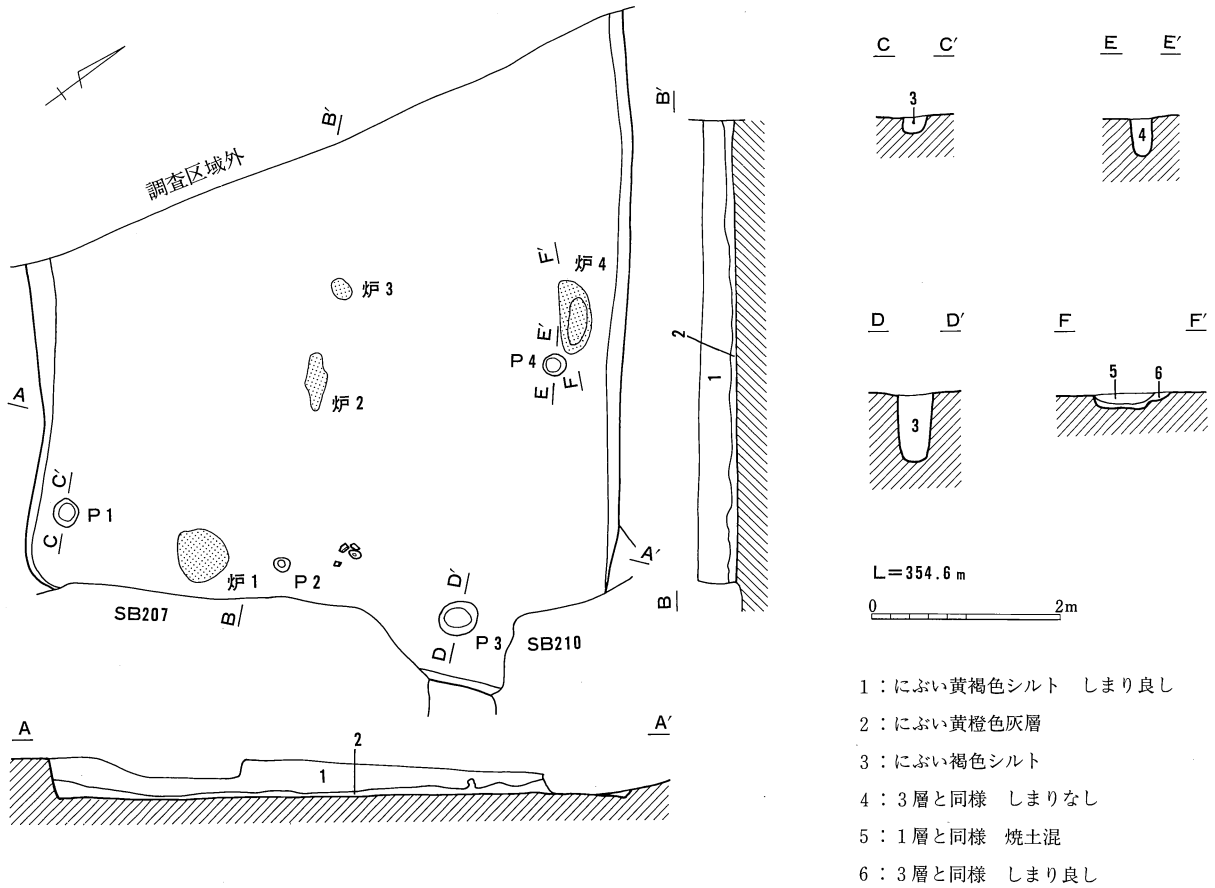 調査区域外
B′
炉 3
炉 2
F′
炉 4
E′
P 4
E
F
A
C′
C
P 1
炉 1
P 2
A′
SB207
B
D′
D
P 3
SB210
B′
2
1
B
C C′
3
E E′
4
D D′
3
F F′
5 6
L=354.6 m
0 2m
A A′
2
1
1：にぶい黄褐色シルト　しまり良し
2：にぶい黄橙色灰層
3：にぶい褐色シルト
4：3層と同様　しまりなし
5：1層と同様　焼土混
6：3層と同様　しまり良し